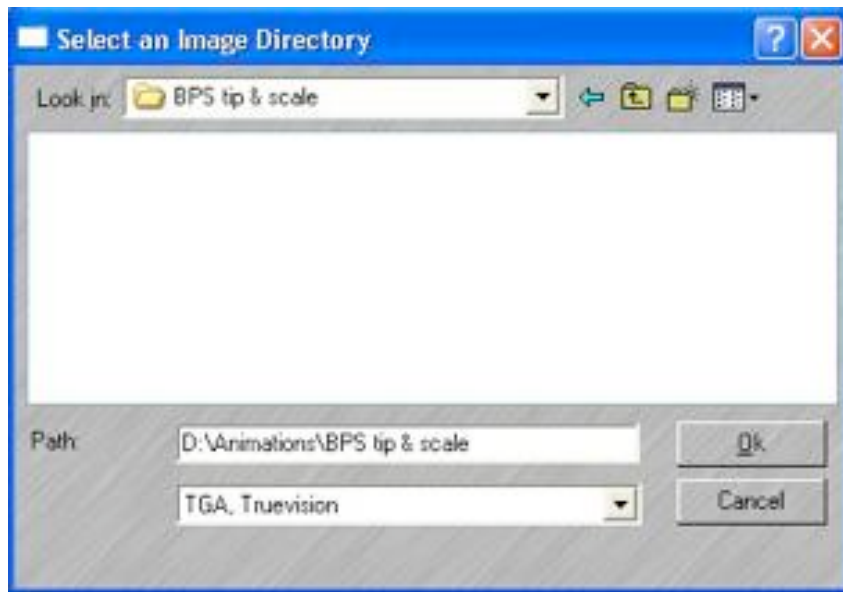 Select an Image Directory
Look in: BPS tip & scale
Path: D:\Animations\BPS tip & scale
Ok
TGA, Truevision
Cancel